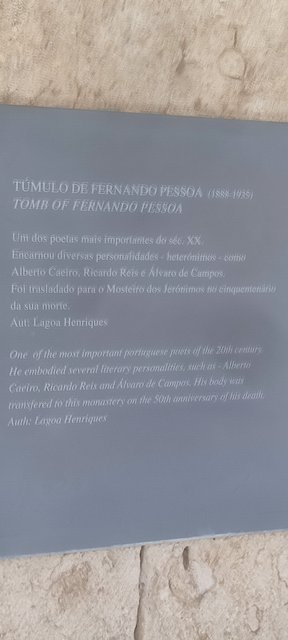 TÚMULO DE FERNANDO PESSOA (1888-1935)
TOMB OF FERNANDO PESSOA
Um dos poetas mais importantes do séc. XX.
Encarnou diversas personalidades - heterónimos - como
Alberto Caeiro, Ricardo Reis e Álvaro de Campos.
Foi trasladado para o Mosteiro dos Jerónimos no cinquentenário
da sua morte.
Aut: Lagoa Henriques
One of the most important portuguese poets of the 20th century.
He embodied several literary personalities, such as - Alberto
Caeiro, Ricardo Reis and Álvaro de Campos. His body was
transfered to this monastery on the 50th anniversary of his death.
Auth: Lagoa Henriques